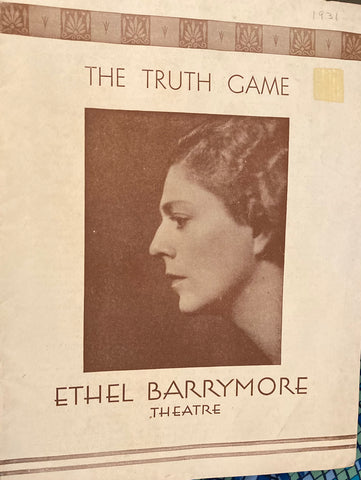 1931
THE TRUTH GAME
ETHEL BARRYMORE
THEATRE